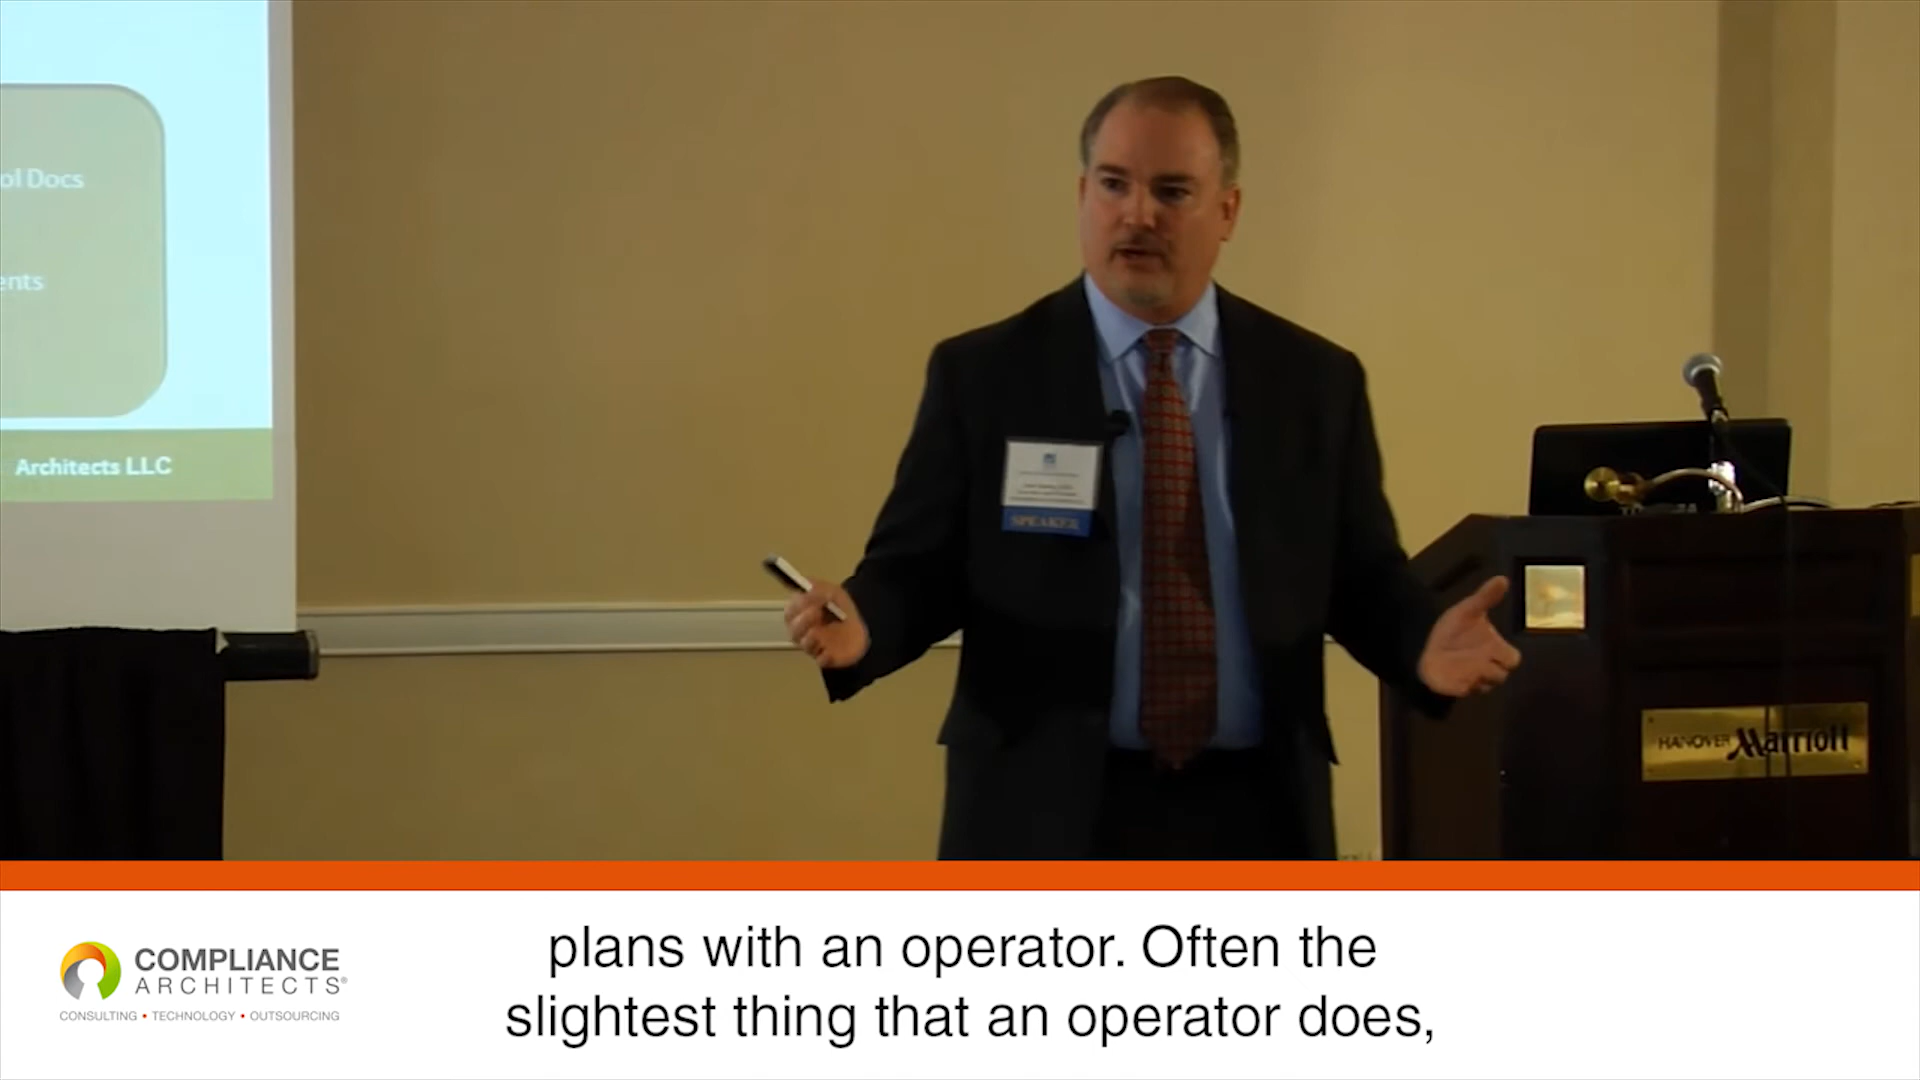 ol Docs
ents
Architects LLC
SPEAKER
HANOVER Marriott
COMPLIANCE
ARCHITECTS®
CONSULTING • TECHNOLOGY • OUTSOURCING
plans with an operator. Often the
slightest thing that an operator does,